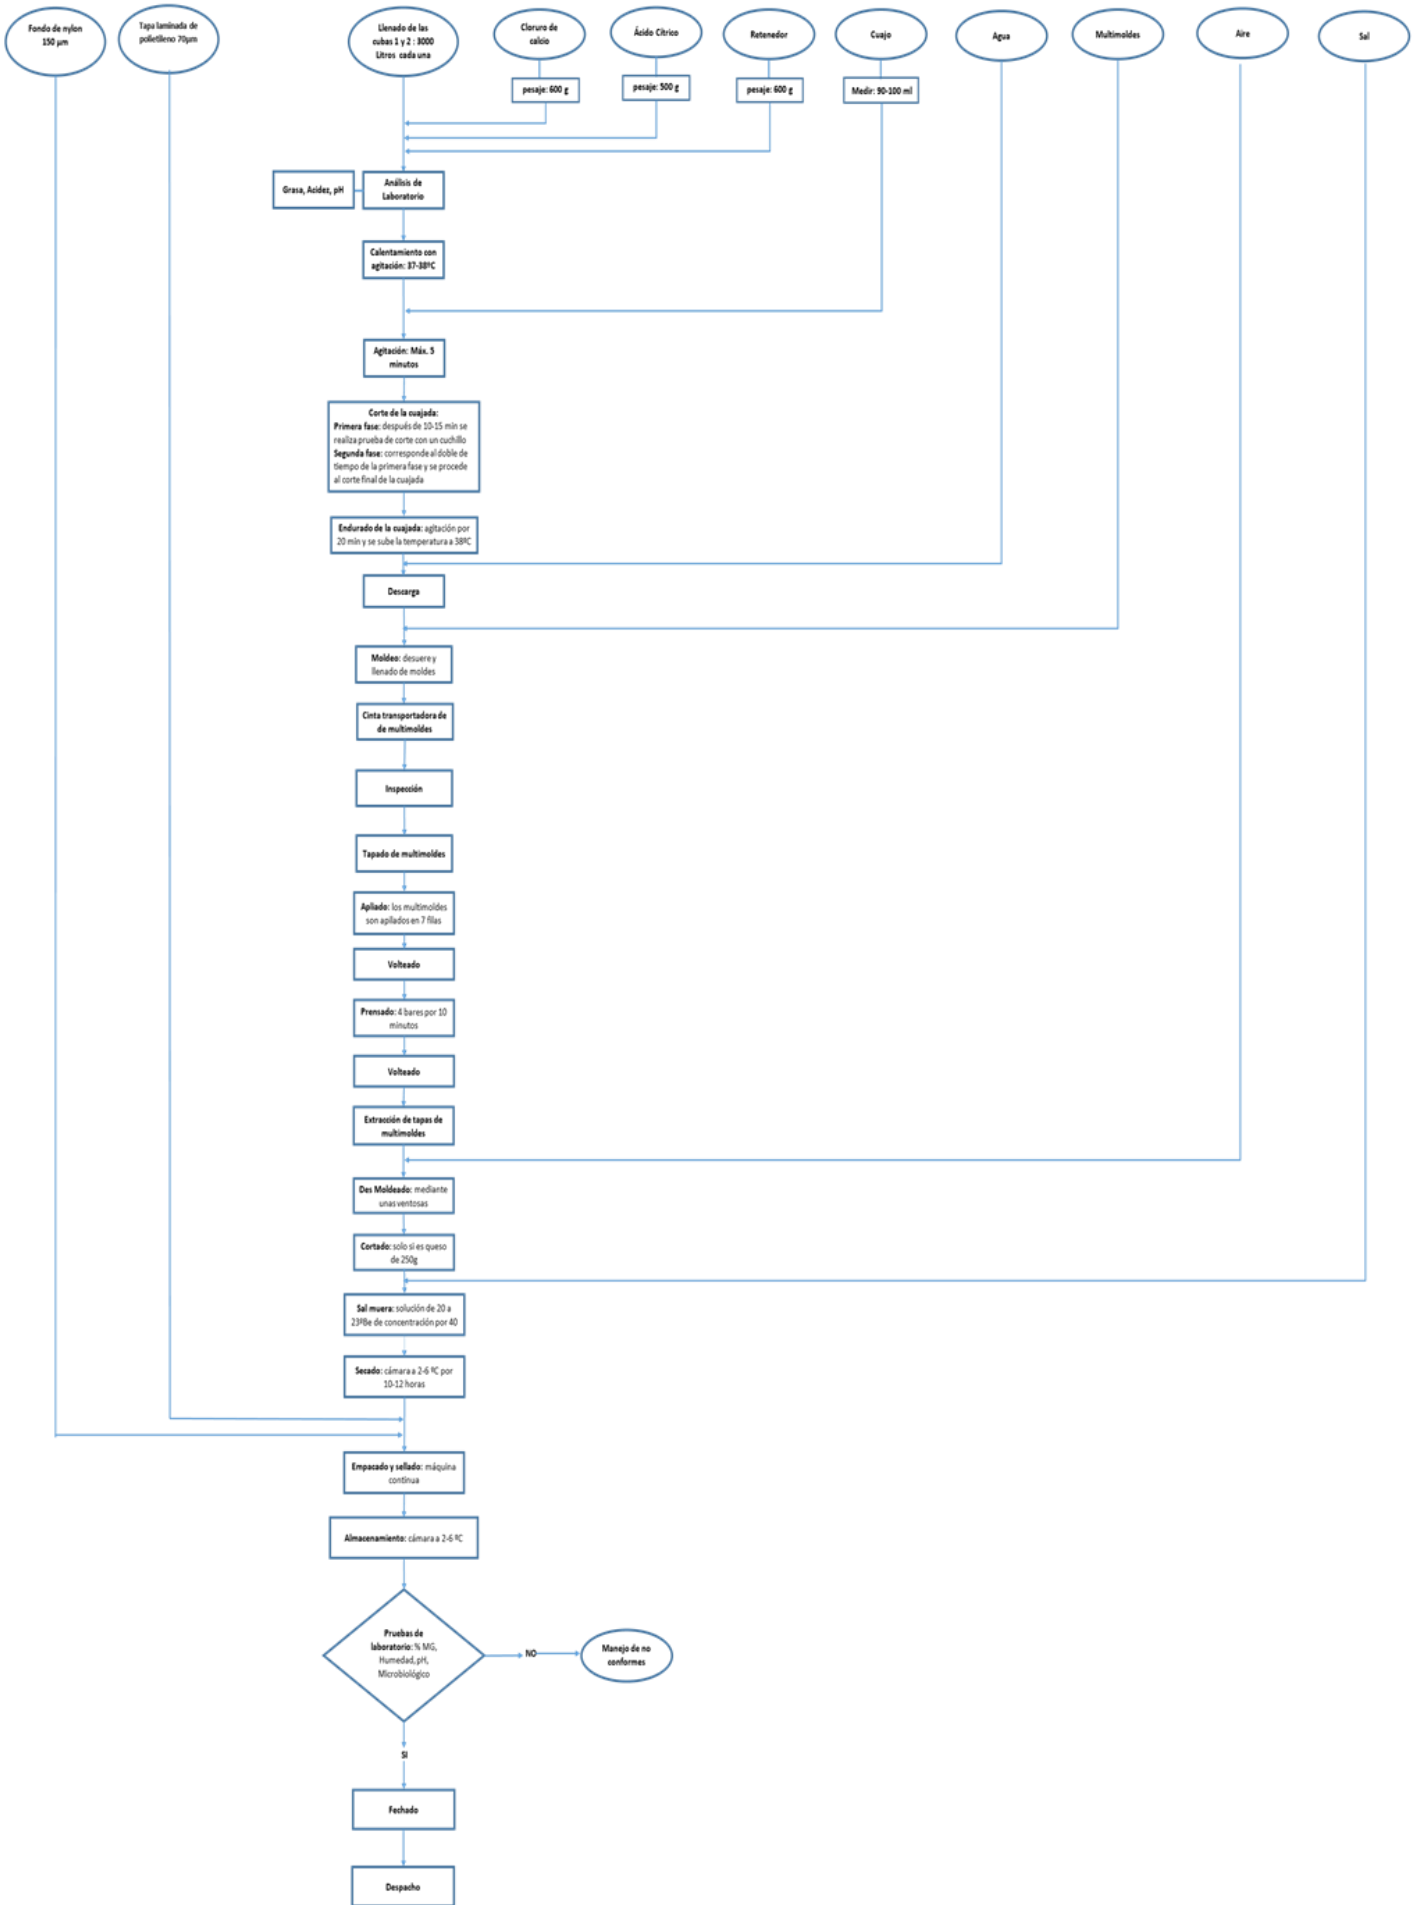 Fondo de nylon
150 µm
Tapa laminada de
polietileno 70µm
Llenado de las
cubas 1 y 2 : 3000
Litros cada una
Cloruro de
calcio
Ácido Cítrico
Retenedor
Cuajo
Agua
Multimoldes
Aire
Sal
pesaje: 600 g
pesaje: 500 g
pesaje: 600 g
Medir: 90-100 ml
Grasa, Acidez, pH
Análisis de
Laboratorio
Calentamiento con
agitación: 37-38ºC
Agitación: Máx. 5
minutos
Corte de la cuajada:
Primera fase: después de 10-15 min se
realiza prueba de corte con un cuchillo
Segunda fase: corresponde al doble de
tiempo de la primera fase y se procede
al corte final de la cuajada
Endurado de la cuajada: agitación por
20 min y se sube la temperatura a 38ºC
Descarga
Moldeo: desuere y
llenado de moldes
Cinta transportadora de
de multimoldes
Inspección
Tapado de multimoldes
Apliado: los multimoldes
son apilados en 7 filas
Volteado
Prensado: 4 bares por 10
minutos
Volteado
Extracción de tapas de
multimoldes
Des Moldeado: mediante
unas ventosas
Cortado: solo si es queso
de 250g
Sal muera: solución de 20 a
23ºBe de concentración por 40
Secado: cámara a 2-6 ºC por
10-12 horas
Empacado y sellado: máquina
continua
Almacenamiento: cámara a 2-6 ºC
Pruebas de
laboratorio: % MG,
Humedad, pH,
Microbiológico
NO
Manejo de no
conformes
SI
Fechado
Despacho